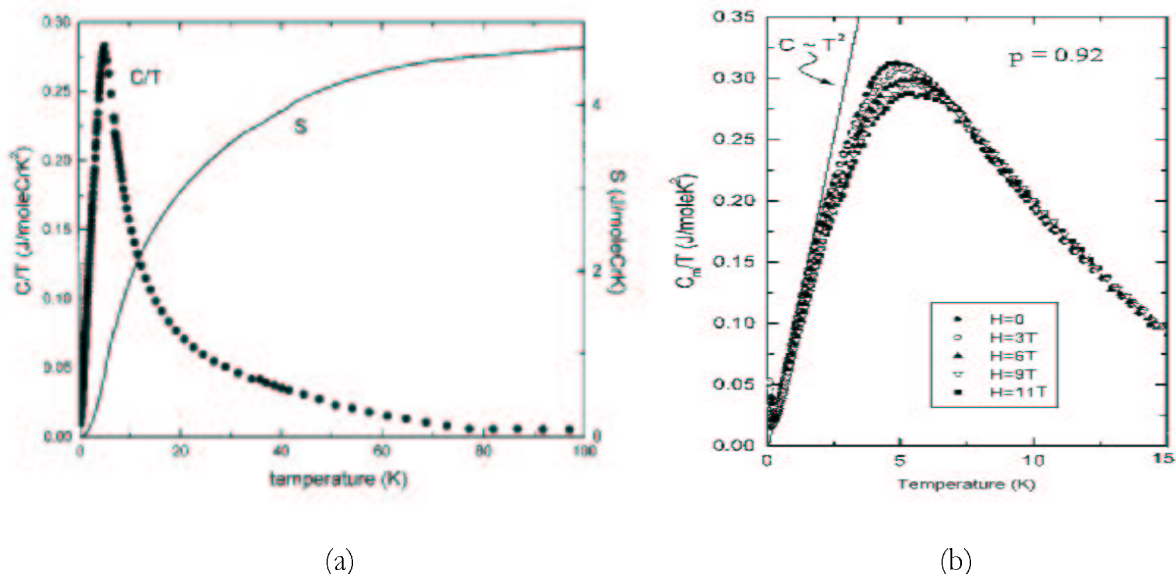 0.30
0.25
0.20
0.15
0.10
0.05
0.00
C/T (J/moleCrK²)
C/T
S
4
2
0
S (J/moleCrK)
0 20 40 60 80 100
temperature (K)
(a)
0.35
0.30
0.25
0.20
0.15
0.10
0.05
0.00
Cₘ/T (J/moleK²)
C ~ T²
p = 0.92
H=0
H=3T
H=6T
H=9T
H=11T
0 5 10 15
Temperature (K)
(b)